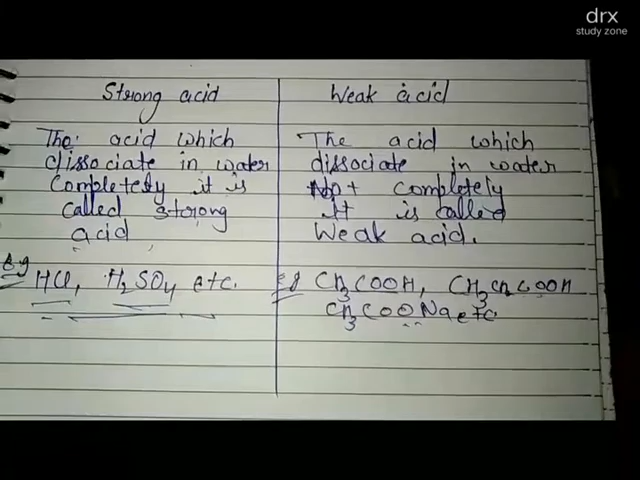 drx
study zone
Strong acid
The acid which
dissociate in water
Completely it is
called strong
acid
Eg HCl, H2SO4 etc.
Weak acid
The acid which
dissociate in water
Not completely
It is called
Weak acid.
Eg CH3COOH, CH3CH2COOH
CH3COONa etc